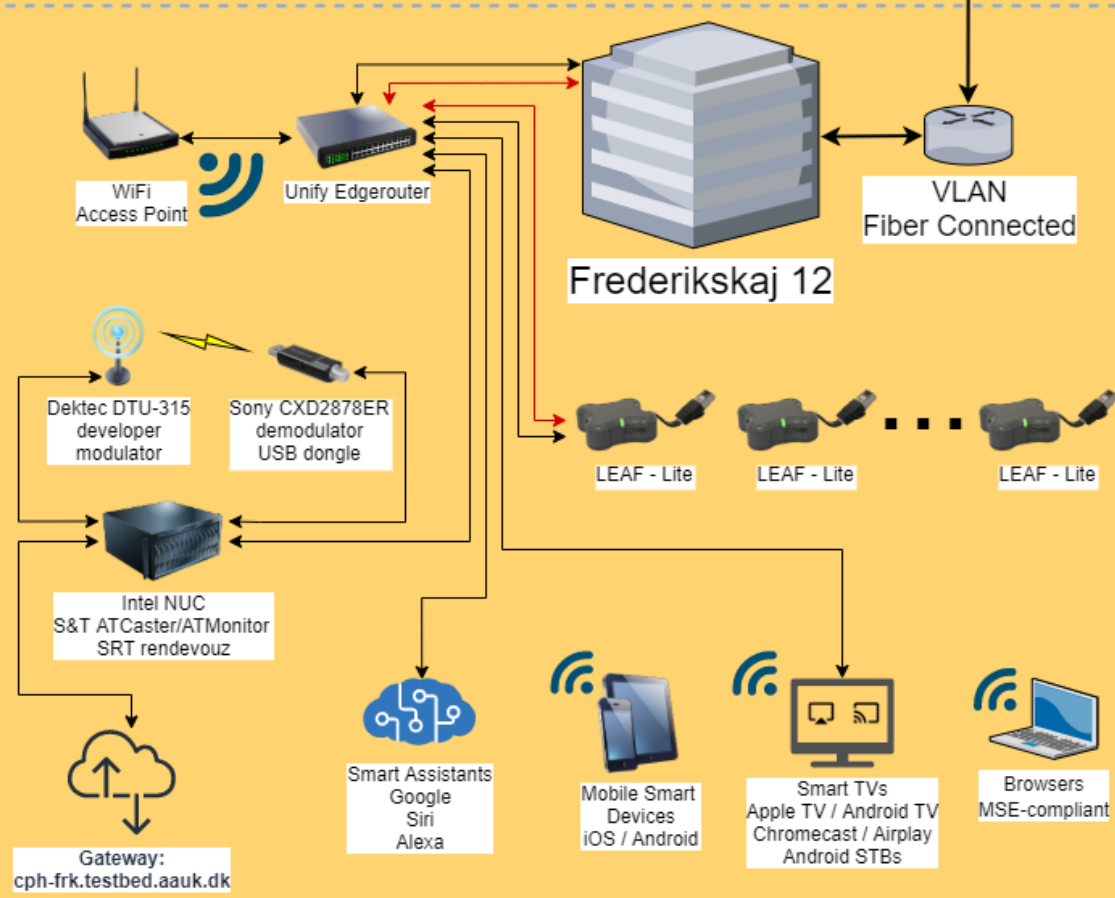 WiFi
Access Point
Unify Edgerouter
VLAN
Fiber Connected
Frederikskaj 12
Dektec DTU-315
developer
modulator
Sony CXD2878ER
demodulator
USB dongle
LEAF - Lite
LEAF - Lite
LEAF - Lite
Intel NUC
S&T ATCaster/ATMonitor
SRT rendevouz
Smart Assistants
Google
Siri
Alexa
Mobile Smart
Devices
iOS / Android
Smart TVs
Apple TV / Android TV
Chromecast / Airplay
Android STBs
Browsers
MSE-compliant
Gateway:
cph-frk.testbed.aauk.dk